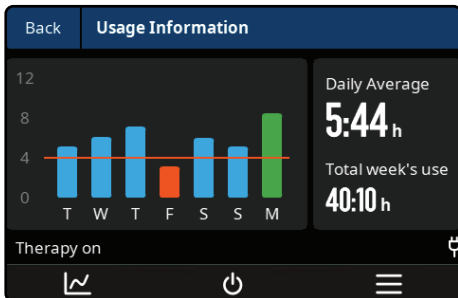 Back
Usage Information
12
8
4
0
T W T F S S M
Daily Average
5:44 h
Total week's use
40:10 h
Therapy on